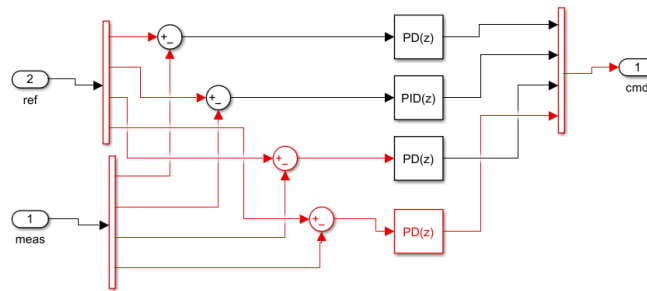 +
−
PD(z)
1
cmd
2
ref
+
−
PID(z)
+
−
PD(z)
1
meas
+
−
PD(z)